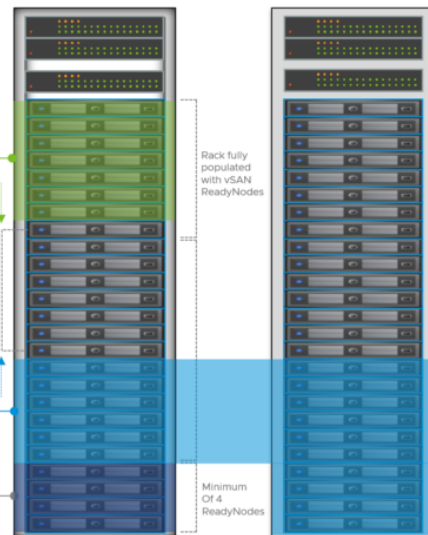 Rack fully
populated
with vSAN
ReadyNodes
Minimum
Of 4
ReadyNodes